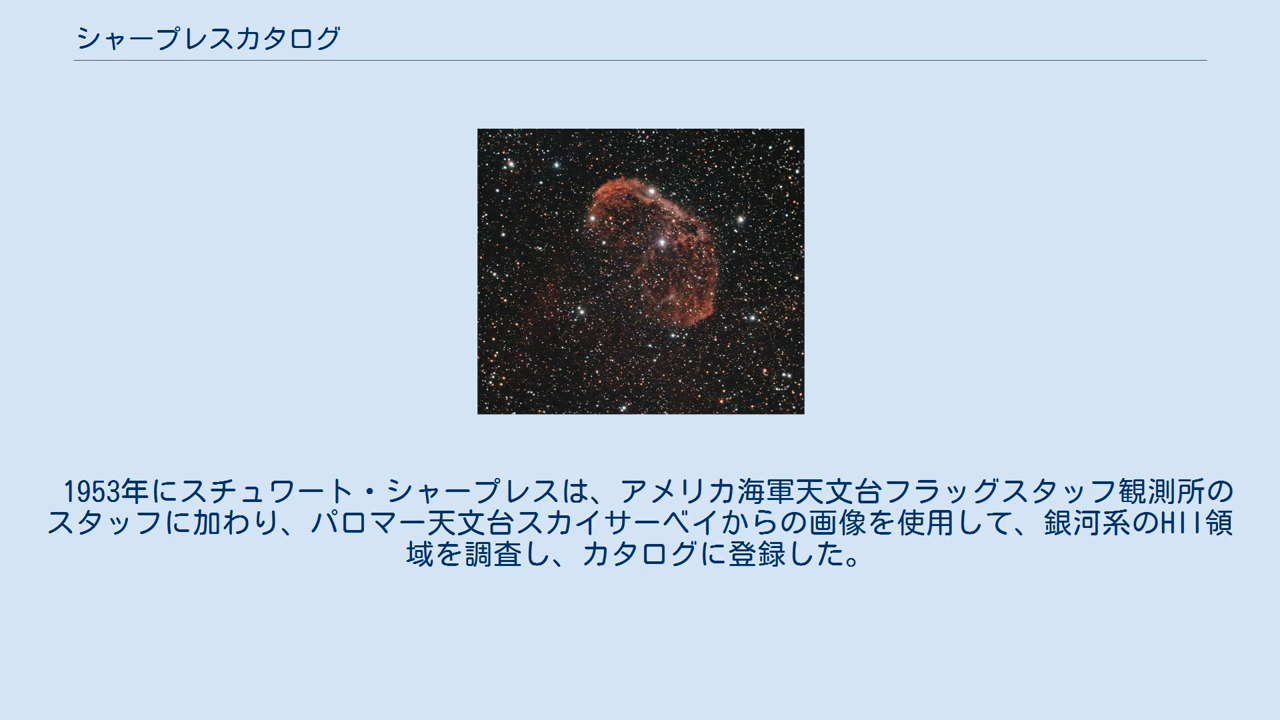 シャープレスカタログ
1953年にスチュワート・シャープレスは、アメリカ海軍天文台フラッグスタッフ観測所の
スタッフに加わり、パロマー天文台スカイサーベイからの画像を使用して、銀河系のHII領
域を調査し、カタログに登録した。